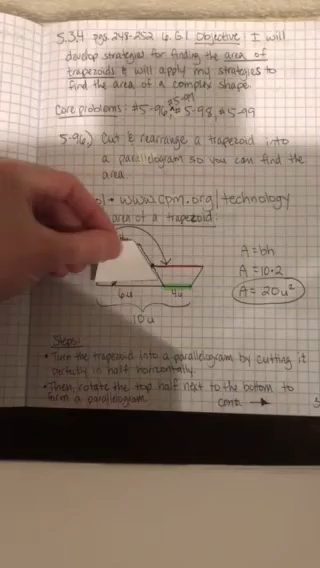 5.3.4 pgs. 248-252 6.G.1 Objective: I will
develop strategies for finding the area of
trapezoids & will apply my strategies to
find the area of a complex shape.
Core problems: #5-96, #5-97, #5-98, #5-99
5-96.) Cut & rearrange a trapezoid into
a parallelogram so you can find the
area.
www.cpm.org/technology
area of a trapezoid:
A = bh
A = 10·2
A = 20u²
6u 4u
10u
Steps:
• Turn the trapezoid into a parallelogram by cutting it
perfectly in half horizontally.
• Then, rotate the top half next to the bottom to
form a parallelogram.
cont. →